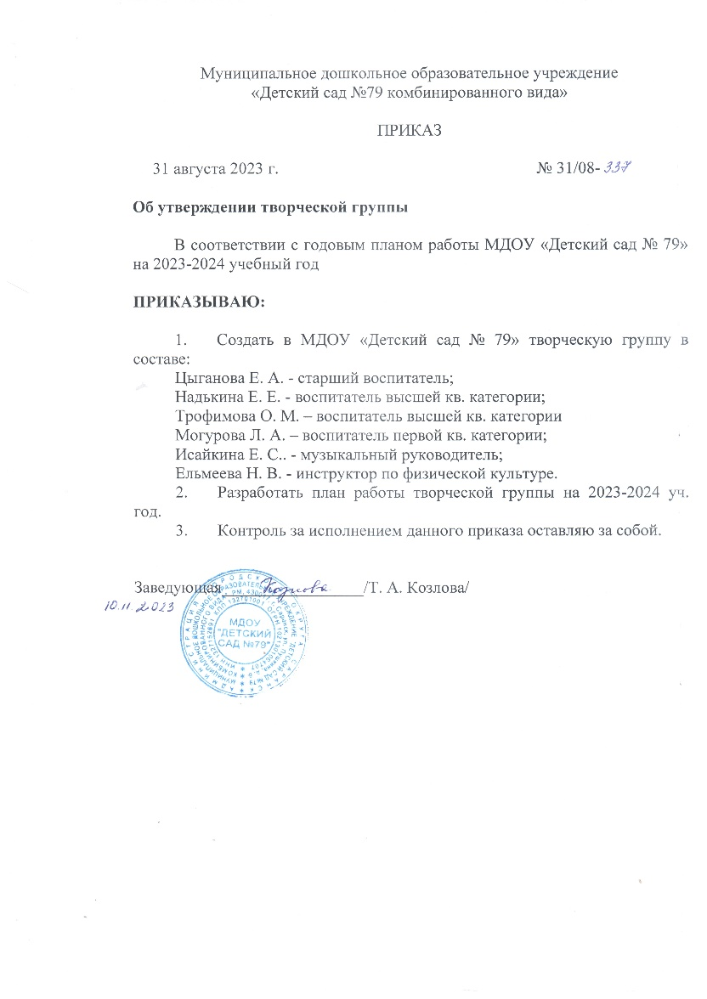 Муниципальное дошкольное образовательное учреждение
«Детский сад №79 комбинированного вида»
ПРИКАЗ
31 августа 2023 г. № 31/08- 337
Об утверждении творческой группы
В соответствии с годовым планом работы МДОУ «Детский сад № 79»
на 2023-2024 учебный год
ПРИКАЗЫВАЮ:
1. Создать в МДОУ «Детский сад № 79» творческую группу в
составе:
Цыганова Е. А. - старший воспитатель;
Надькина Е. Е. - воспитатель высшей кв. категории;
Трофимова О. М. – воспитатель высшей кв. категории
Могурова Л. А. – воспитатель первой кв. категории;
Исайкина Е. С.. - музыкальный руководитель;
Ельмеева Н. В. - инструктор по физической культуре.
2. Разработать план работы творческой группы на 2023-2024 уч.
год.
3. Контроль за исполнением данного приказа оставляю за собой.
Заведующая /Т. А. Козлова/
10.11.2023
МДОУ
"ДЕТСКИЙ
САД №79"